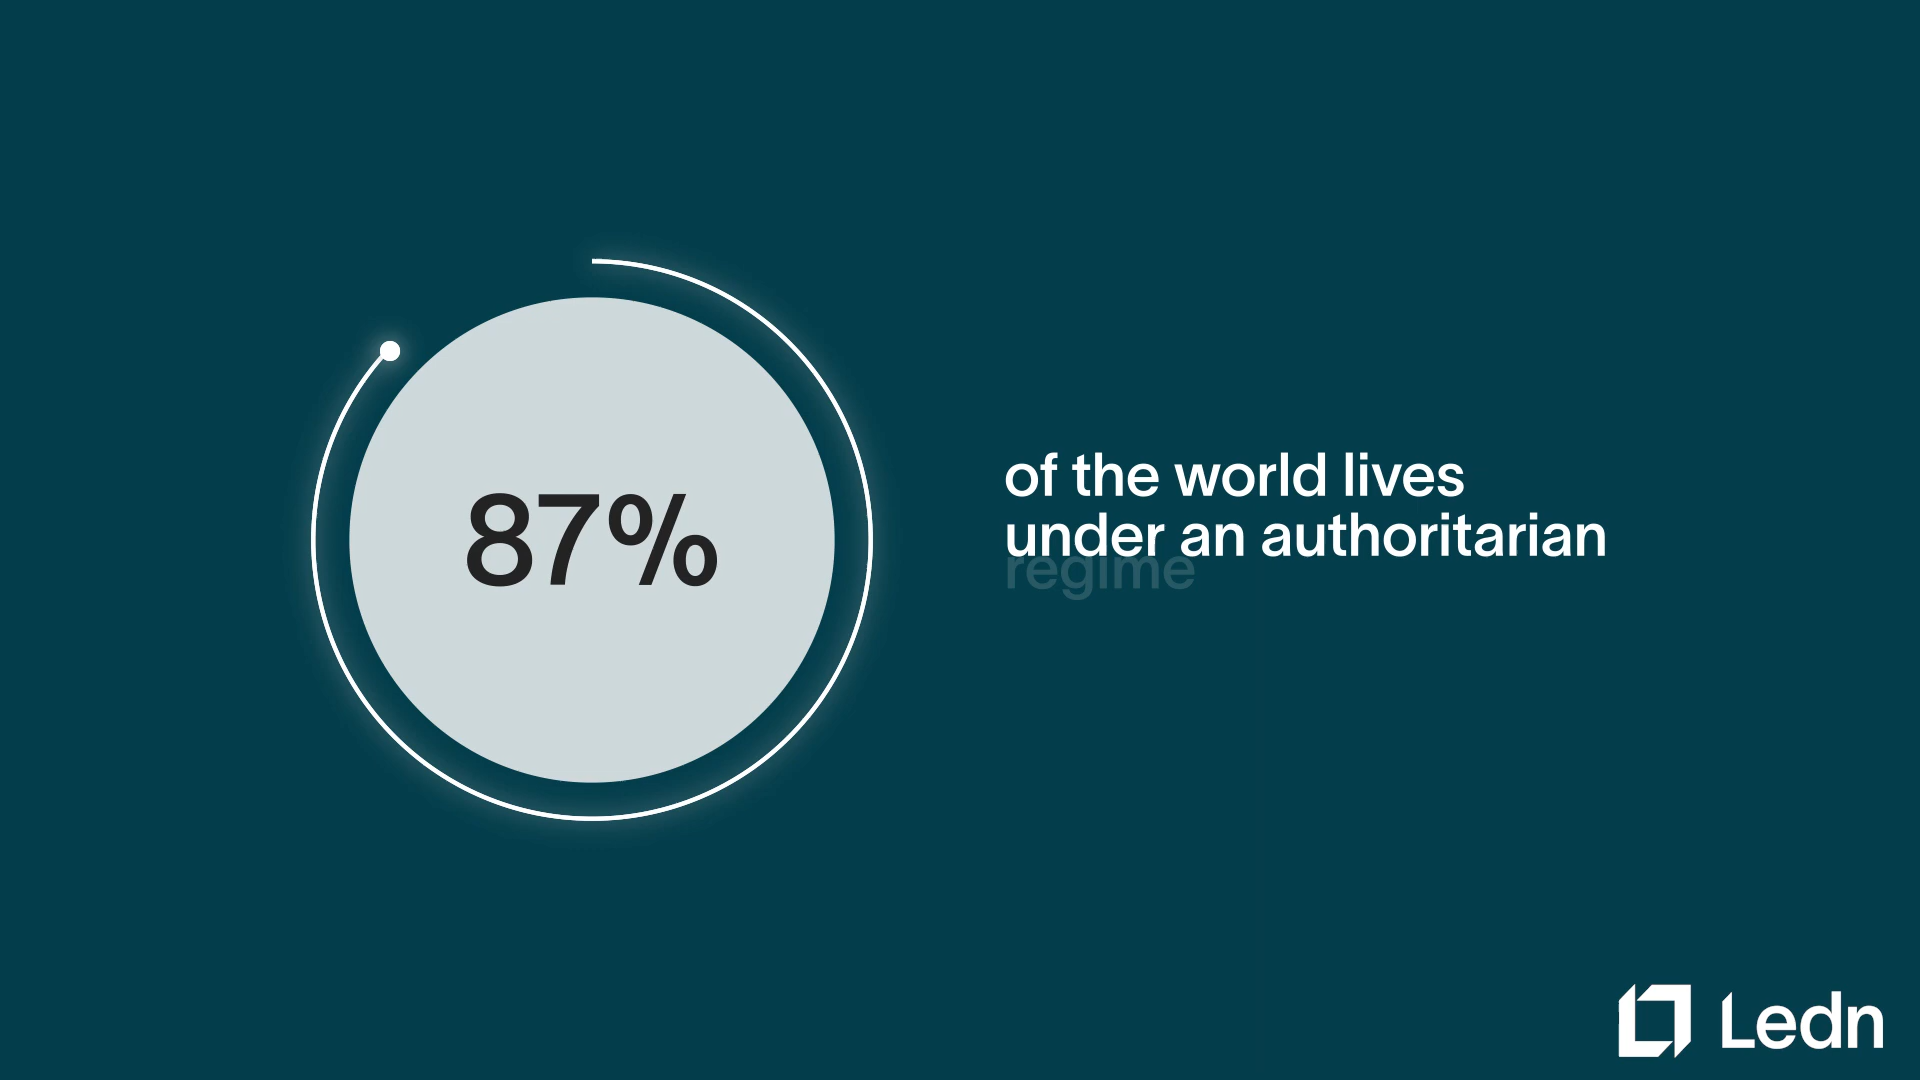 87%
of the world lives
under an authoritarian
regime
Ledn